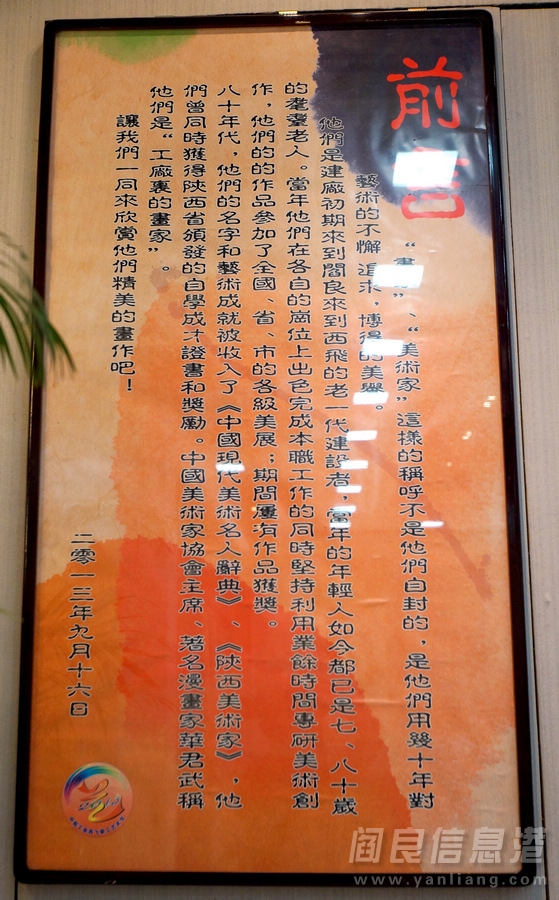 前言
“畫家”、“美術家”這樣的稱呼不是他們自封的，是他們用幾十年對
藝術的不懈追求，博得的美譽。
他們是建廠初期來到閻良來到西飛的老一代建設者，當年的年輕人如今都已是七、八十歲
的耄耋老人。當年他們在各自的崗位上出色完成本職工作的同時堅持利用業餘時間專研美術創
作，他們的的作品參加了全國、省、市的各級美展；期間屢有作品獲獎。
八十年代，他們的名字和藝術成就被收入了《中國現代美術名人辭典》、《陝西美術家》，他
們曾同時獲得陝西省頒發的自學成才證書和獎勵。中國美術家協會主席、著名漫畫家華君武稱
他們是“工廠裏的畫家”。
讓我們一同來欣賞他們精美的畫作吧！
二零一三年九月十六日
阎良信息港
www.yanliang.com